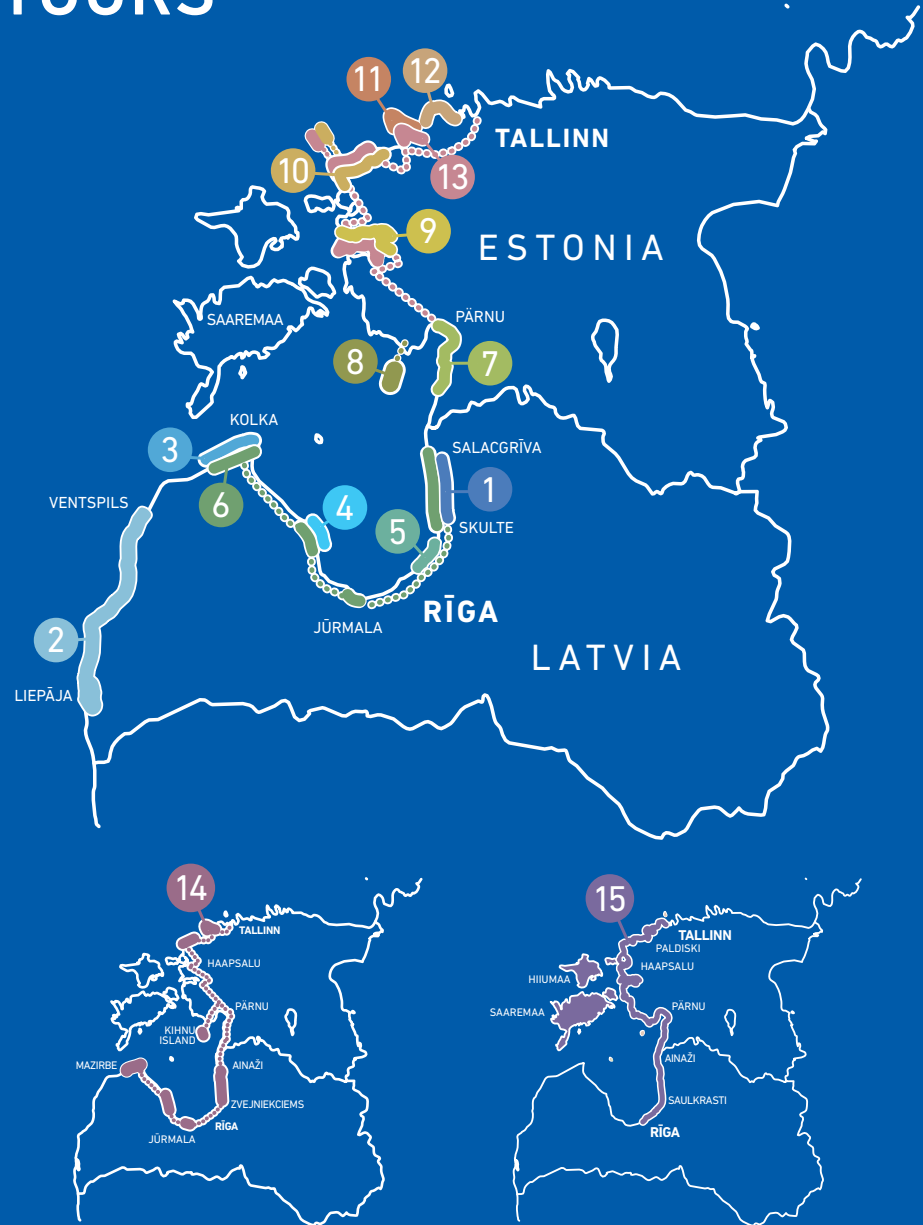 TOURS
11
12
TALLINN
10
13
9
ESTONIA
SAAREMAA
PÄRNU
8
7
KOLKA
3
SALACGRĪVA
6
1
VENTSPILS
4
5
SKULTE
RĪGA
JŪRMALA
2
LATVIA
LIEPĀJA
14
TALLINN
HAAPSALU
PÄRNU
KIHNU
ISLAND
MAZIRBE
AINAŽI
ZVEJNIEKCIEMS
RĪGA
JŪRMALA
15
TALLINN
PALDISKI
HAAPSALU
HIIUMAA
SAAREMAA
PÄRNU
AINAŽI
SAULKRASTI
RĪGA